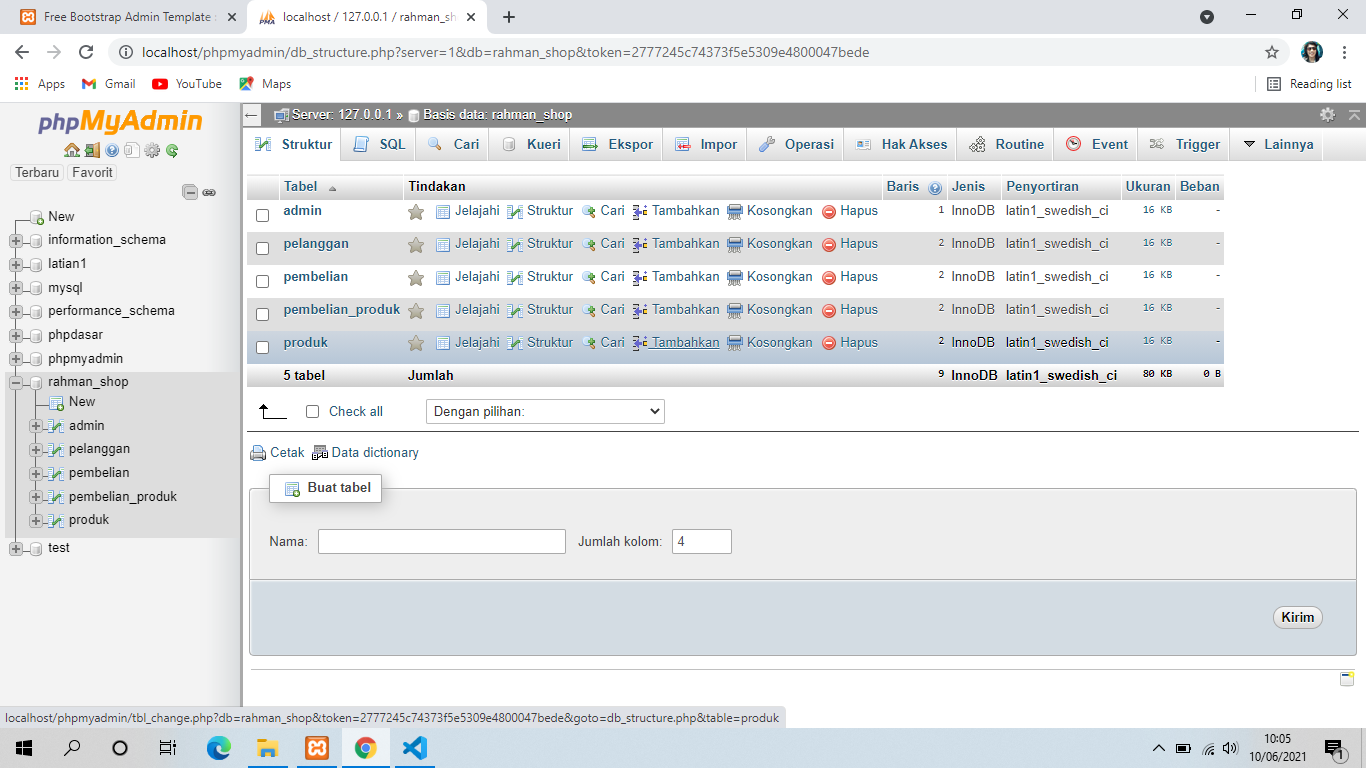 Free Bootstrap Admin Template
localhost / 127.0.0.1 / rahman_sh
localhost/phpmyadmin/db_structure.php?server=1&db=rahman_shop&token=2777245c74373f5e5309e4800047bede
Apps Gmail YouTube Maps Reading list
phpMyAdmin
Terbaru Favorit
New
information_schema
latian1
mysql
performance_schema
phpdasar
phpmyadmin
rahman_shop
New
admin
pelanggan
pembelian
pembelian_produk
produk
test
Server: 127.0.0.1 » Basis data: rahman_shop
Struktur SQL Cari Kueri Ekspor Impor Operasi Hak Akses Routine Event Trigger Lainnya
Tabel Tindakan Baris Jenis Penyortiran Ukuran Beban
admin Jelajahi Struktur Cari Tambahkan Kosongkan Hapus 1 InnoDB latin1_swedish_ci 16 KB -
pelanggan Jelajahi Struktur Cari Tambahkan Kosongkan Hapus 2 InnoDB latin1_swedish_ci 16 KB -
pembelian Jelajahi Struktur Cari Tambahkan Kosongkan Hapus 2 InnoDB latin1_swedish_ci 16 KB -
pembelian_produk Jelajahi Struktur Cari Tambahkan Kosongkan Hapus 2 InnoDB latin1_swedish_ci 16 KB -
produk Jelajahi Struktur Cari Tambahkan Kosongkan Hapus 2 InnoDB latin1_swedish_ci 16 KB -
5 tabel Jumlah 9 InnoDB latin1_swedish_ci 80 KB 0 B
Check all Dengan pilihan:
Cetak Data dictionary
Buat tabel
Nama: Jumlah kolom: 4
Kirim
localhost/phpmyadmin/tbl_change.php?db=rahman_shop&token=2777245c74373f5e5309e4800047bede&goto=db_structure.php&table=produk
10:05
10/06/2021
1